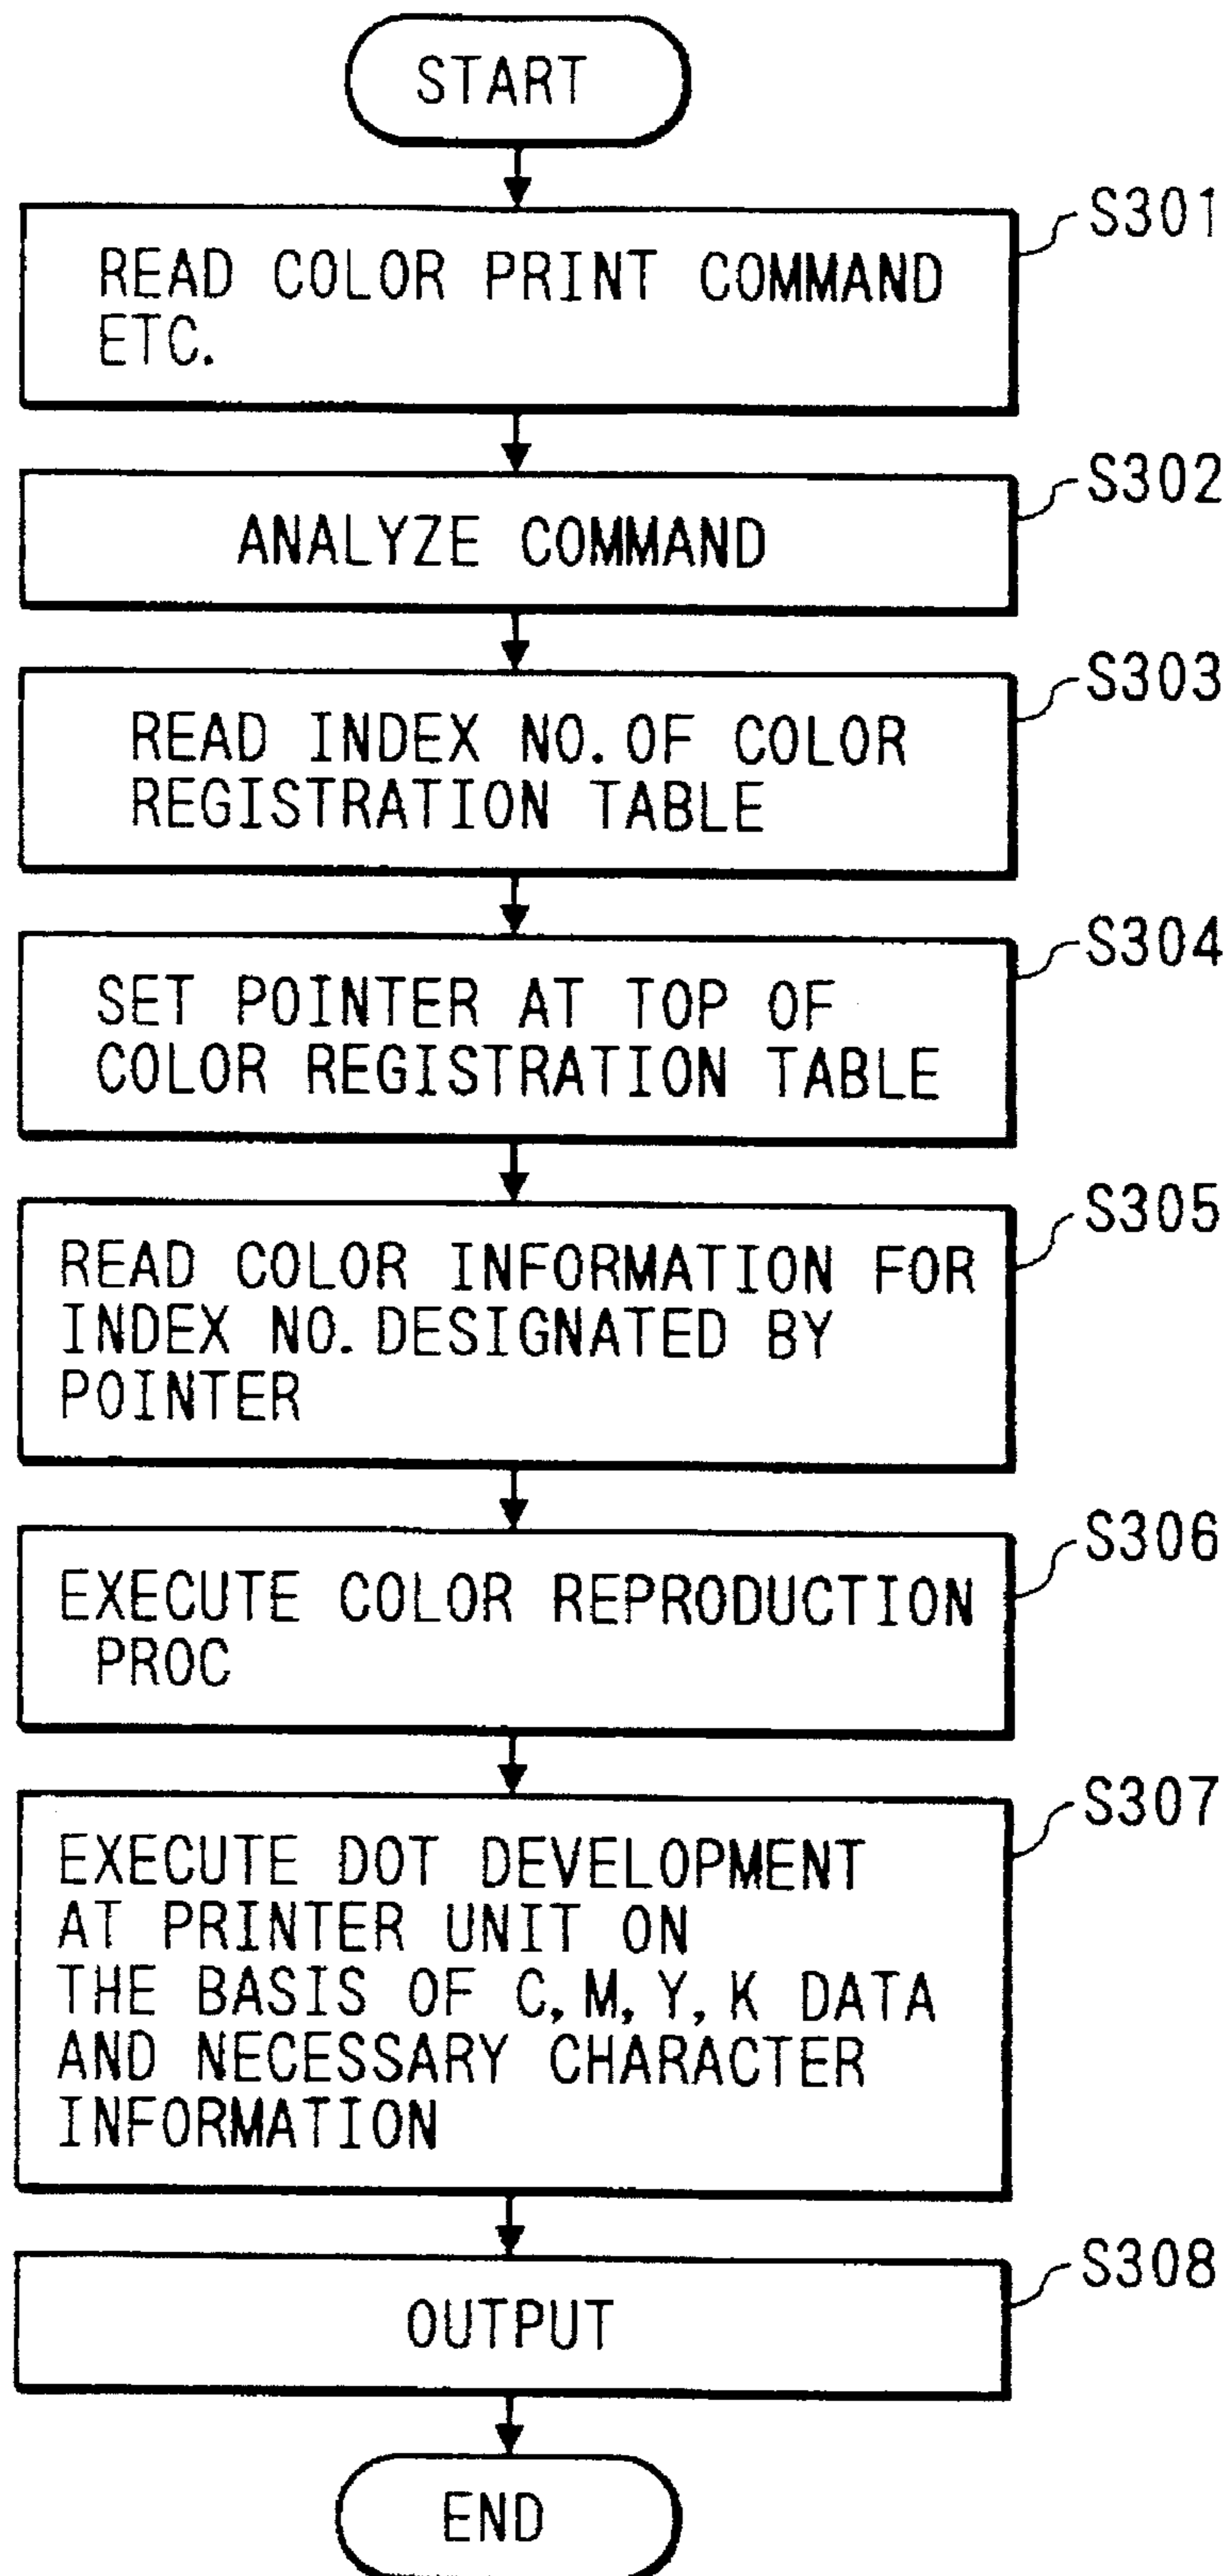 START
S301
READ COLOR PRINT COMMAND
ETC.
S302
ANALYZE COMMAND
S303
READ INDEX NO. OF COLOR
REGISTRATION TABLE
S304
SET POINTER AT TOP OF
COLOR REGISTRATION TABLE
S305
READ COLOR INFORMATION FOR
INDEX NO. DESIGNATED BY
POINTER
S306
EXECUTE COLOR REPRODUCTION
PROC
S307
EXECUTE DOT DEVELOPMENT
AT PRINTER UNIT ON
THE BASIS OF C, M, Y, K DATA
AND NECESSARY CHARACTER
INFORMATION
S308
OUTPUT
END